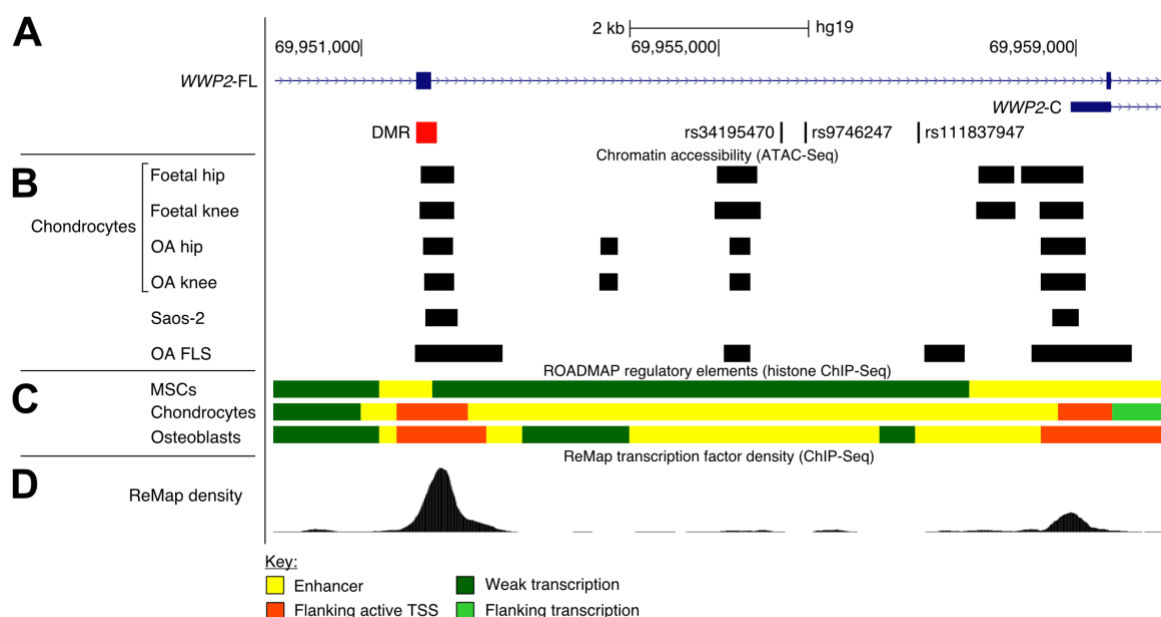 A
2 kb hg19
69,951,000 69,955,000 69,959,000
WWP2-FL
WWP2-C
DMR rs34195470 rs9746247 rs111837947
Chromatin accessibility (ATAC-Seq)
B
Chondrocytes
Foetal hip
Foetal knee
OA hip
OA knee
Saos-2
OA FLS
ROADMAP regulatory elements (histone ChIP-Seq)
C
MSCs
Chondrocytes
Osteoblasts
ReMap transcription factor density (ChIP-Seq)
D
ReMap density
Key:
Enhancer Weak transcription
Flanking active TSS Flanking transcription